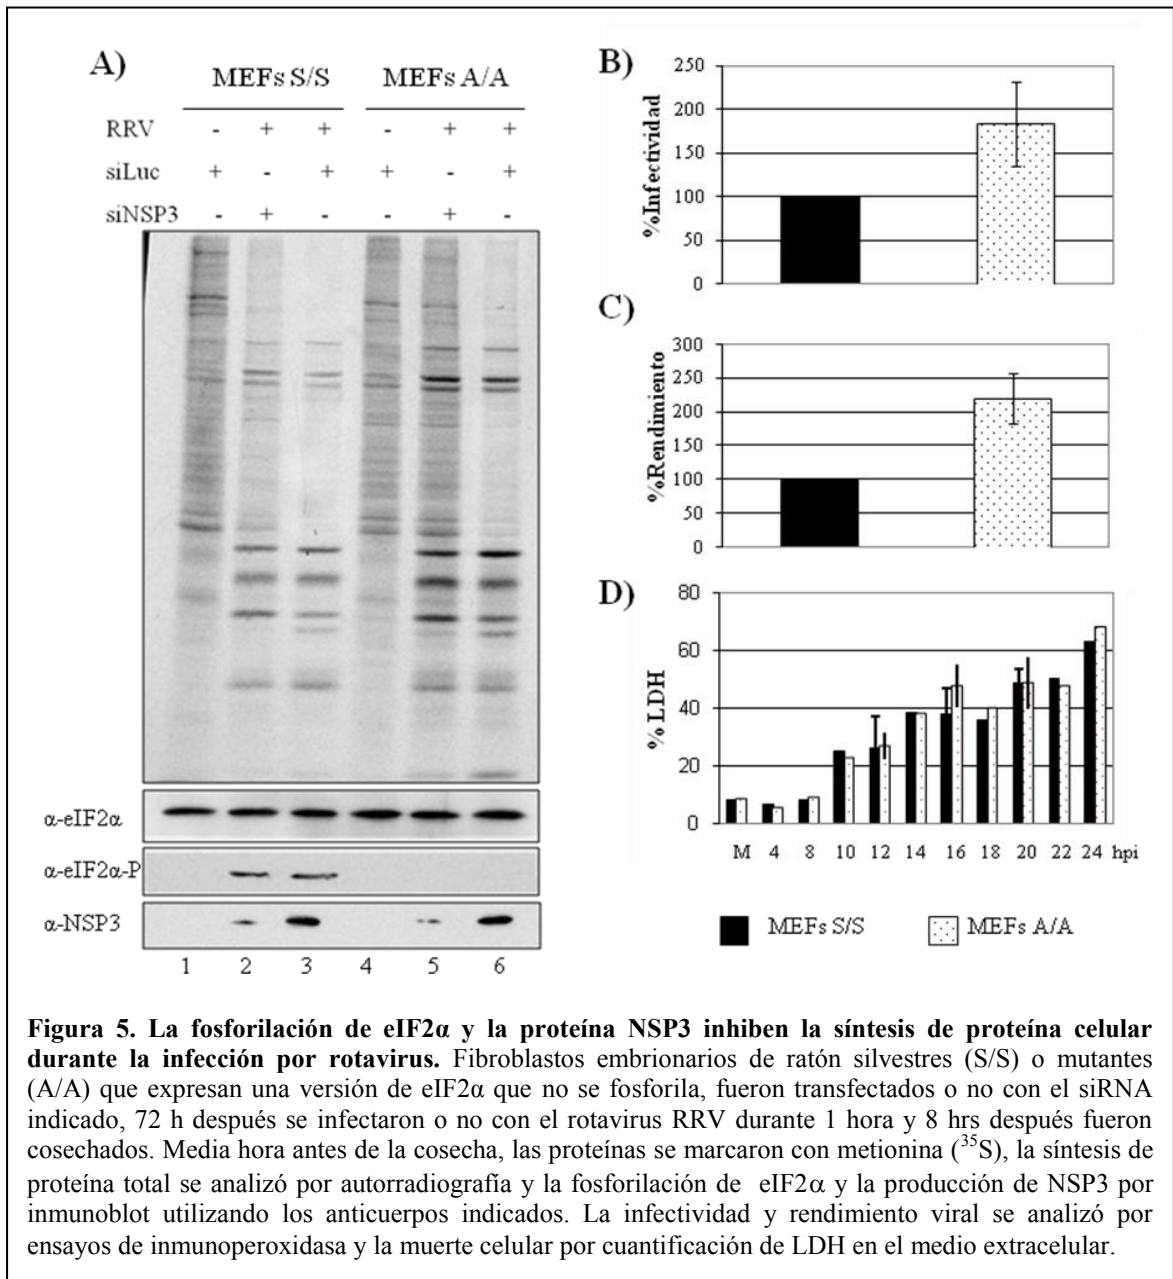 A)
MEFs S/S MEFs A/A
RRV - + + - + +
siLuc + - + + - +
siNSP3 - + - - + -
α-eIF2α
α-eIF2α-P
α-NSP3
1 2 3 4 5 6
B)
%Infectividad
250
200
150
100
50
0
C)
%Rendimiento
300
250
200
150
100
50
0
D)
%LDH
80
60
40
20
0
M 4 8 10 12 14 16 18 20 22 24 hpi
MEFs S/S MEFs A/A
Figura 5. La fosforilación de eIF2α y la proteína NSP3 inhiben la síntesis de proteína celular
durante la infección por rotavirus. Fibroblastos embrionarios de ratón silvestres (S/S) o mutantes
(A/A) que expresan una versión de eIF2α que no se fosforila, fueron transfectados o no con el siRNA
indicado, 72 h después se infectaron o no con el rotavirus RRV durante 1 hora y 8 hrs después fueron
cosechados. Media hora antes de la cosecha, las proteínas se marcaron con metionina (³⁵S), la síntesis de
proteína total se analizó por autorradiografía y la fosforilación de eIF2α y la producción de NSP3 por
inmunoblot utilizando los anticuerpos indicados. La infectividad y rendimiento viral se analizó por
ensayos de inmunoperoxidasa y la muerte celular por cuantificación de LDH en el medio extracelular.